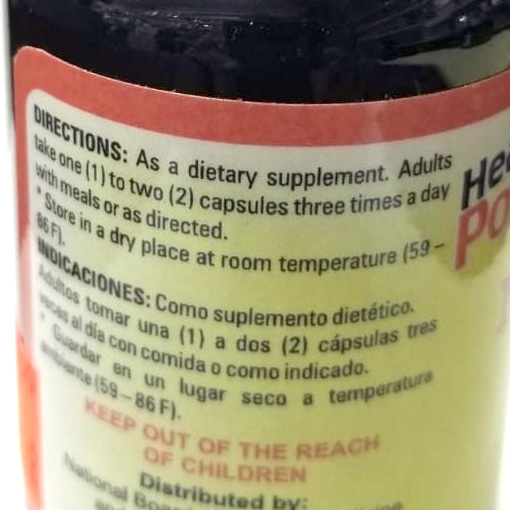 DIRECTIONS: As a dietary supplement. Adults
take one (1) to two (2) capsules three times a day
with meals or as directed.
* Store in a dry place at room temperature (59 –
86 F).
INDICACIONES: Como suplemento dietético.
Adultos tomar una (1) a dos (2) cápsulas tres
veces al día con comida o como indicado.
* Guardar en un lugar seco a temperatura
ambiente (59 – 86 F).
KEEP OUT OF THE REACH
OF CHILDREN
Distributed by:
National